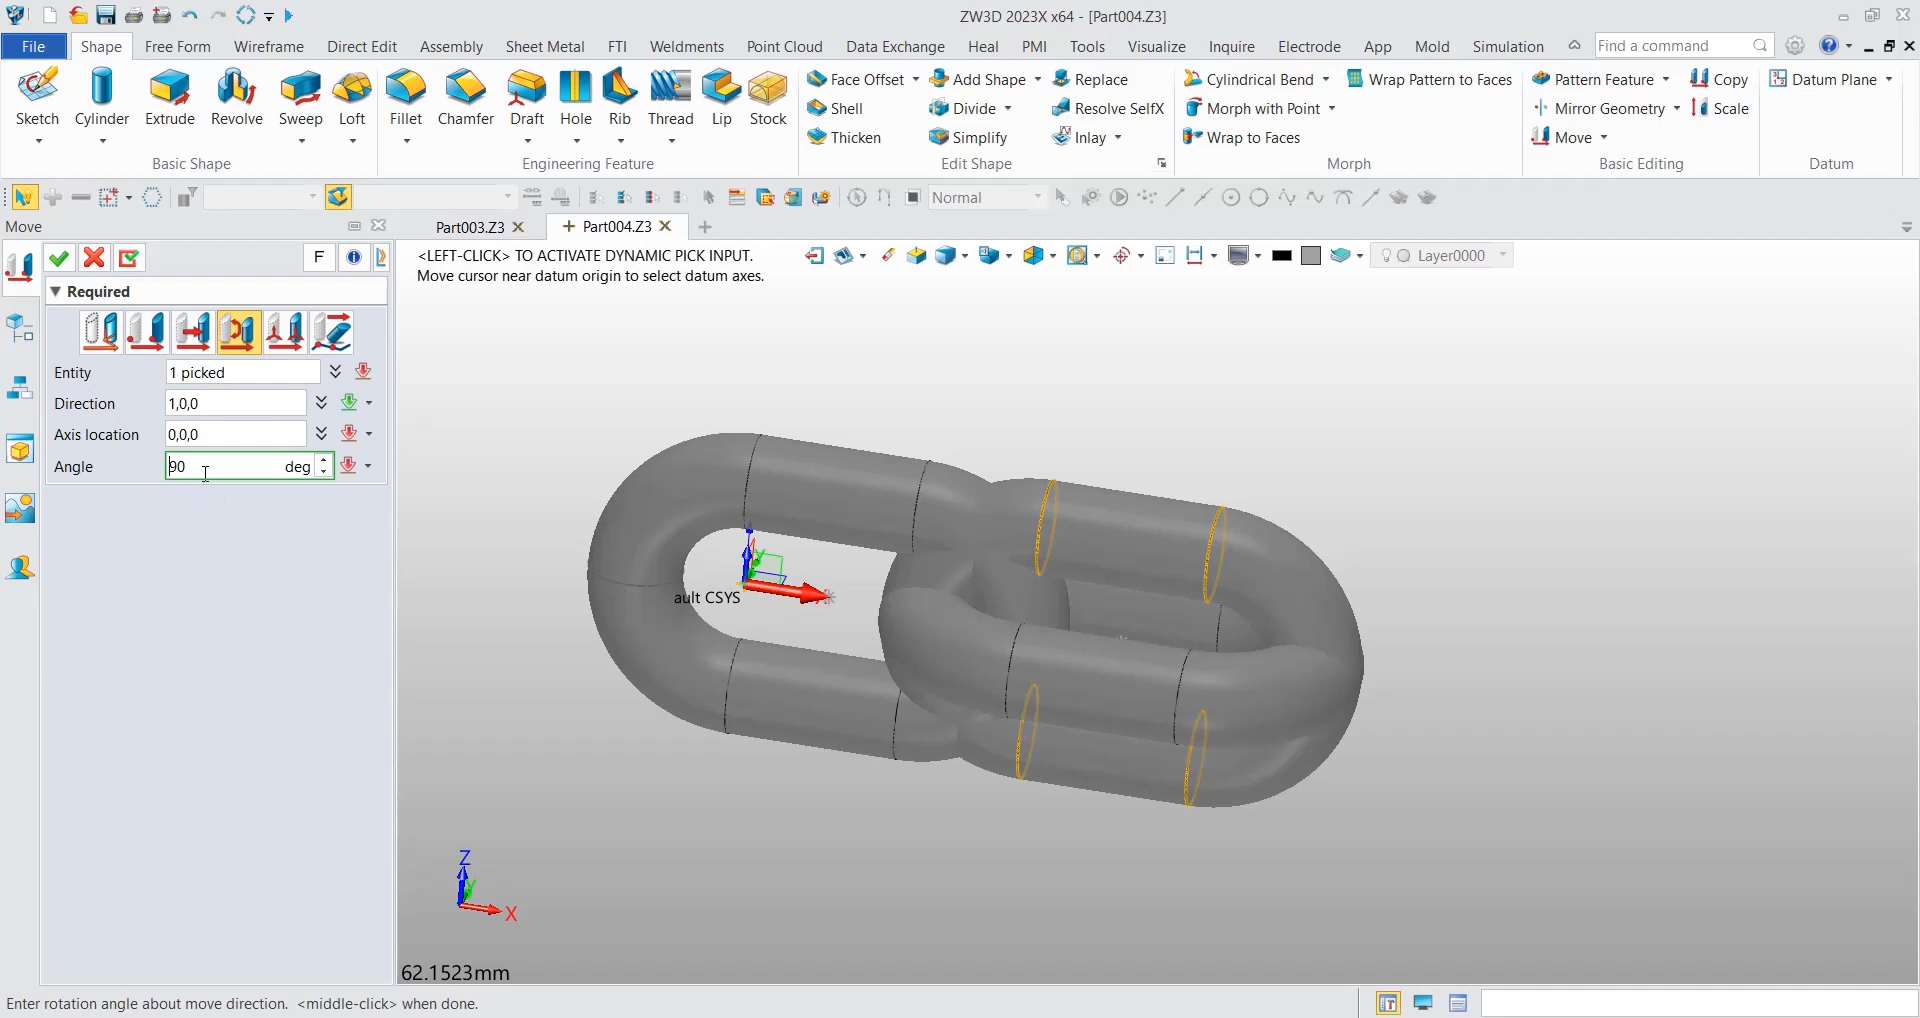 ZW3D 2023X x64 - [Part004.Z3]
File Shape Free Form Wireframe Direct Edit Assembly Sheet Metal FTI Weldments Point Cloud Data Exchange Heal PMI Tools Visualize Inquire Electrode App Mold Simulation Find a command
Sketch Cylinder Extrude Revolve Sweep Loft Fillet Chamfer Draft Hole Rib Thread Lip Stock
Face Offset Add Shape Replace Cylindrical Bend Wrap Pattern to Faces Pattern Feature Copy Datum Plane
Shell Divide Resolve SelfX Morph with Point Mirror Geometry Scale
Thicken Simplify Inlay Wrap to Faces Move
Basic Shape Engineering Feature Edit Shape Morph Basic Editing Datum
Normal
Move
Part003.Z3 Part004.Z3
<LEFT-CLICK> TO ACTIVATE DYNAMIC PICK INPUT.
Move cursor near datum origin to select datum axes.
Layer0000
F
Required
Entity 1 picked
Direction 1,0,0
Axis location 0,0,0
Angle 90 deg
ault CSYS
Z
Y
X
62.1523mm
Enter rotation angle about move direction. <middle-click> when done.